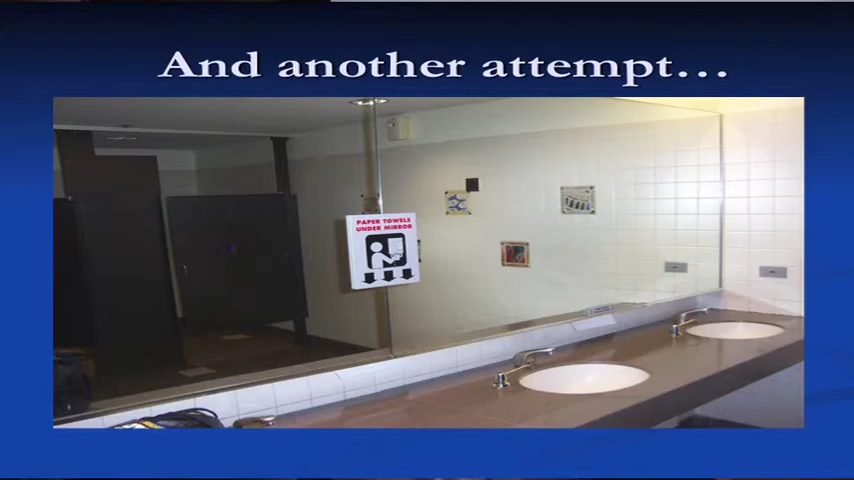 And another attempt…
PAPER TOWELS
UNDER MIRROR